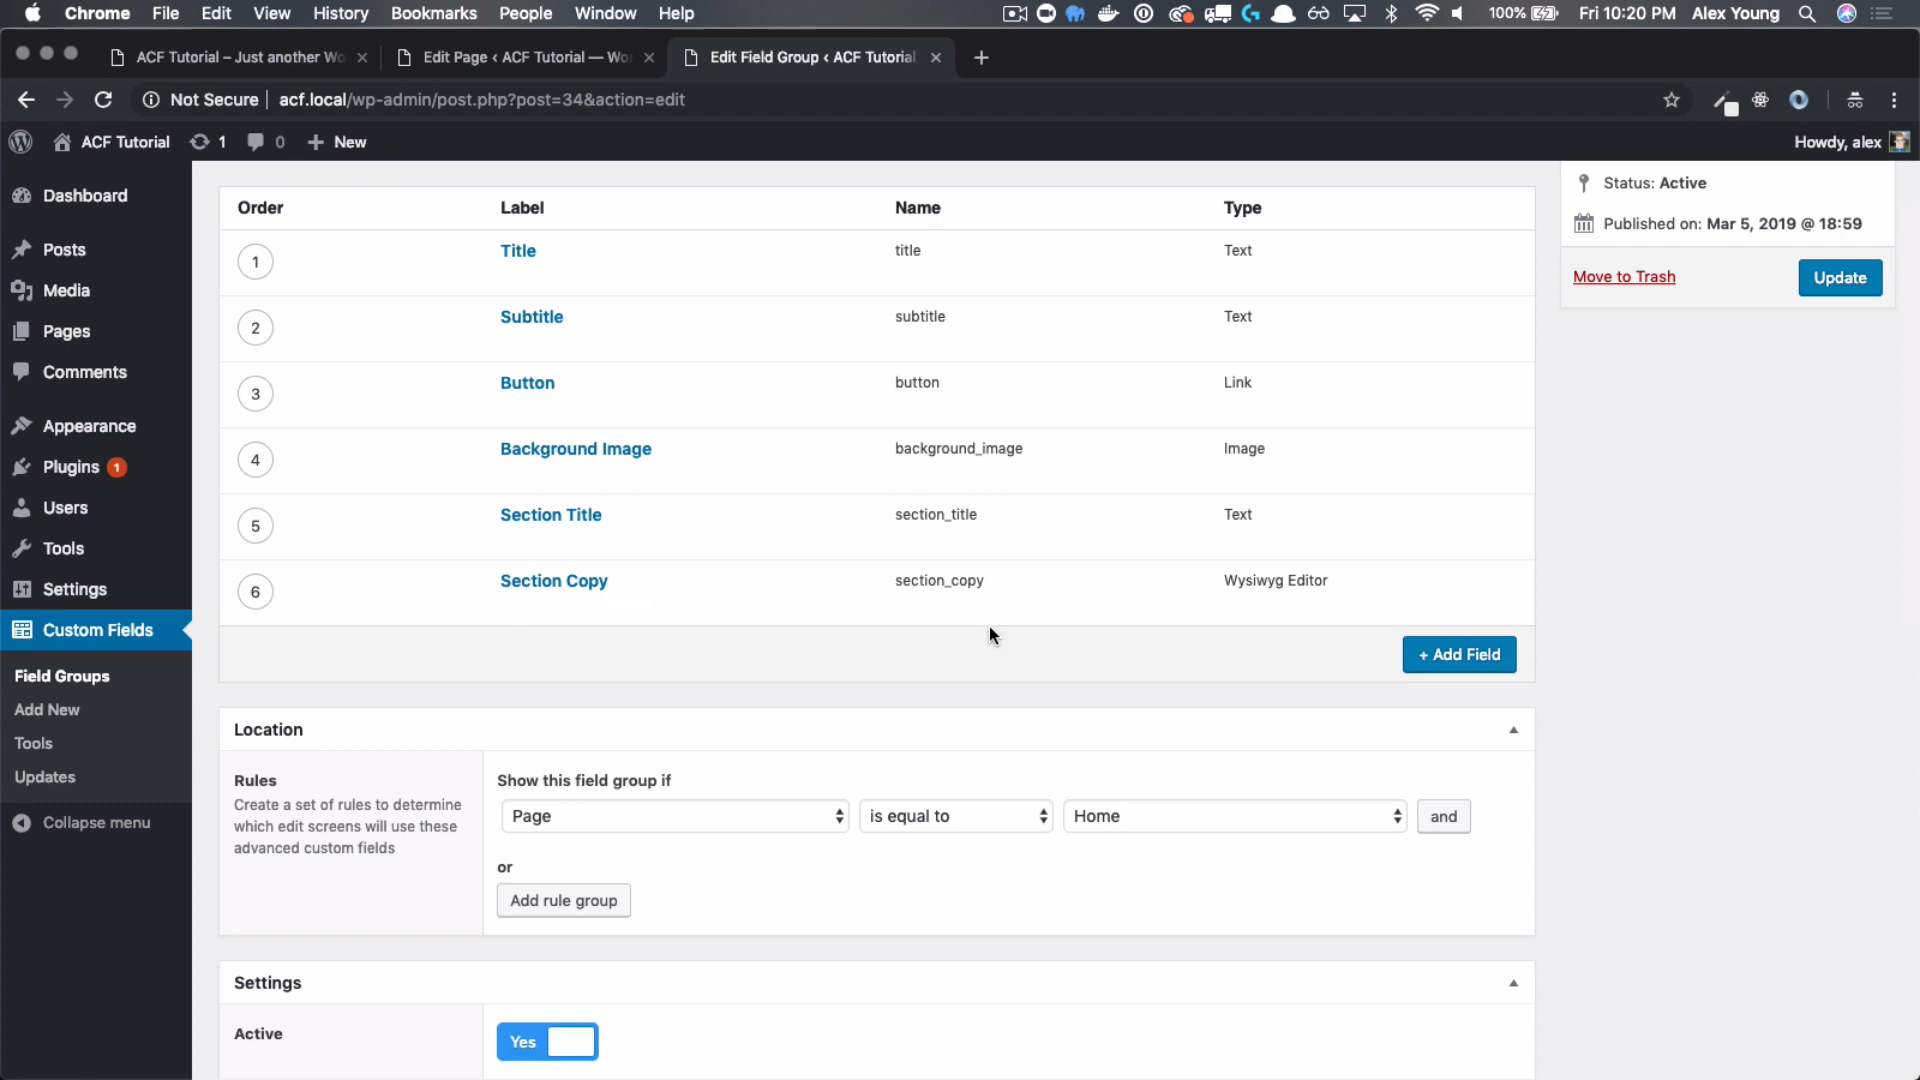 Chrome File Edit View History Bookmarks People Window Help 100% Fri 10:20 PM Alex Young
ACF Tutorial – Just another Wo
Edit Page ‹ ACF Tutorial — Wor
Edit Field Group ‹ ACF Tutorial
Not Secure | acf.local/wp-admin/post.php?post=34&action=edit
ACF Tutorial 1 0 + New Howdy, alex
Dashboard
Posts
Media
Pages
Comments
Appearance
Plugins 1
Users
Tools
Settings
Custom Fields
Field Groups
Add New
Tools
Updates
Collapse menu
Order Label Name Type
1 Title title Text
2 Subtitle subtitle Text
3 Button button Link
4 Background Image background_image Image
5 Section Title section_title Text
6 Section Copy section_copy Wysiwyg Editor
+ Add Field
Location
Rules
Create a set of rules to determine
which edit screens will use these
advanced custom fields
Show this field group if
Page is equal to Home and
or
Add rule group
Settings
Active Yes
Status: Active
Published on: Mar 5, 2019 @ 18:59
Move to Trash Update